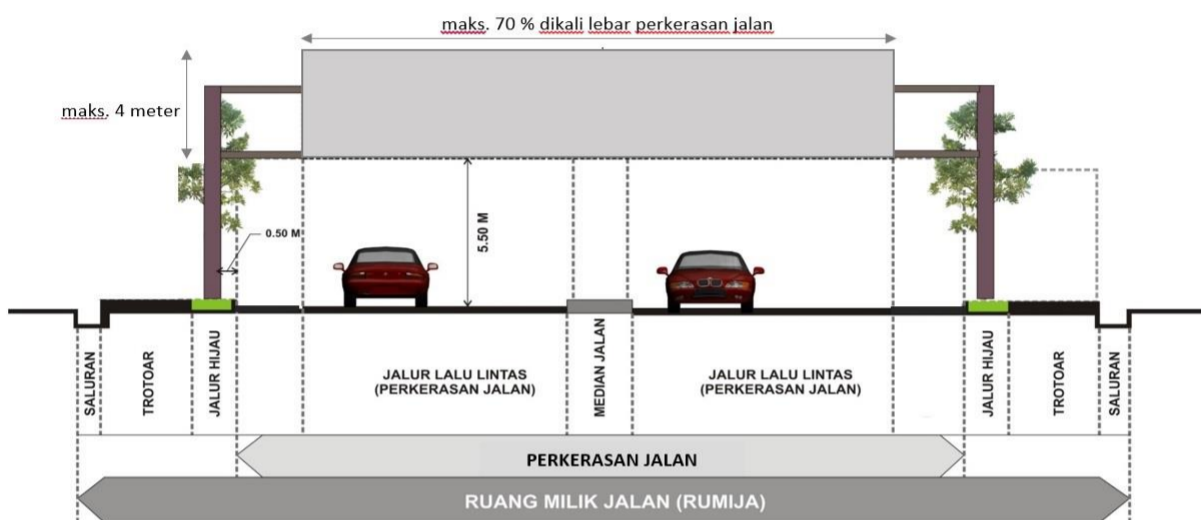 maks. 70 % dikali lebar perkerasan jalan
maks. 4 meter
0.50 M
5.50 M
SALURAN
TROTOAR
JALUR HIJAU
JALUR LALU LINTAS
(PERKERASAN JALAN)
MEDIAN JALAN
JALUR LALU LINTAS
(PERKERASAN JALAN)
JALUR HIJAU
TROTOAR
SALURAN
PERKERASAN JALAN
RUANG MILIK JALAN (RUMIJA)